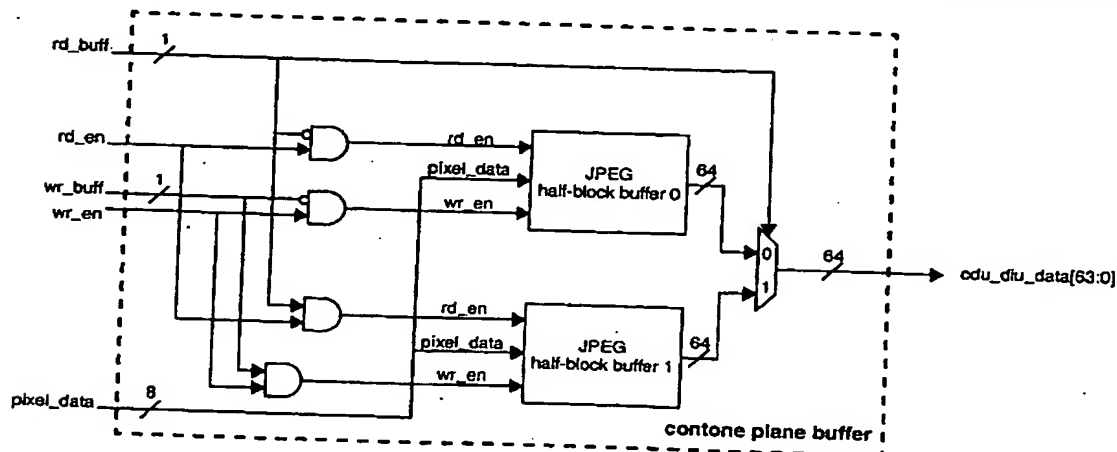 rd_buff
1
rd_en
wr_buff
1
wr_en
rd_en
pixel_data
wr_en
JPEG
half-block buffer 0
64
0
1
64
cdu_diu_data[63:0]
rd_en
pixel_data
wr_en
JPEG
half-block buffer 1
64
pixel_data
8
contone plane buffer